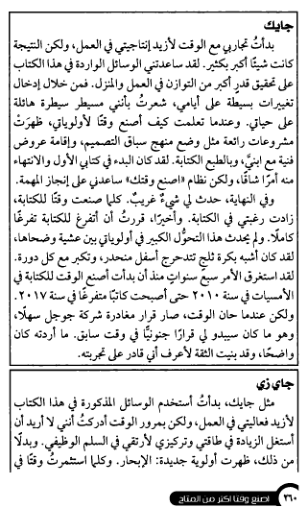 جايك
بدأتُ تجاربي مع الوقت لأزيد إنتاجيتي في العمل، ولكن النتيجة
كانت شيئًا أكبر بكثير. لقد ساعدتني الوسائل الواردة في هذا الكتاب
على تحقيق قدرٍ أكبر من التوازن في العمل والمنزل. فمن خلال إدخال
تغييرات بسيطة على أيامي، شعرتُ بأنني مسيطر سيطرة هائلة
على حياتي. وعندما تعلمت كيف أصنع وقتًا لأولوياتي، ظهرَتْ
مشروعات رائعة مثل وضع منهج سباق التصميم، وإقامة عروض
فنية مع ابنيَّ، وبالطبع الكتابة. لقد كان البدء في كتابي الأول والانتهاء
منه أمرًا شاقًّا، ولكن نظام «اصنع وقتك» ساعدني على إنجاز المهمة.
وفي النهاية، حدث لي شيءٌ غريبٌ. كلما صنعت وقتًا للكتابة،
زادت رغبتي في الكتابة. وأخيرًا، قررتُ أن أتفرغ للكتابة تفرغًا
كاملًا. ولم يحدث هذا التحوُّل الكبير في أولوياتي بين عشية وضحاها،
لقد كان أشبه بكرة ثلجٍ تتدحرج أسفل منحدر، وتكبر مع كل دورة.
لقد استغرق الأمر سبع سنواتٍ منذ أن بدأت أصنع الوقت للكتابة في
الأمسيات في سنة ٢٠١٠ حتى أصبحت كاتبًا متفرغًا في سنة ٢٠١٧.
ولكن عندما حان الوقت، صار قرار مغادرة شركة جوجل سهلًا،
وهو ما كان سيبدو لي قرارًا جنونيًّا في وقت سابق. ما أردته كان
واضحًا، وقد بنيت الثقة لأعرف أني قادر على تجربته.
جاي زي
مثل جايك، بدأتُ أستخدم الوسائل المذكورة في هذا الكتاب
لأزيد فعاليتي في العمل، ولكن بمرور الوقت أدركتُ أنني لا أريد أن
أستغل الزيادة في طاقتي وتركيزي لأرتقي في السلم الوظيفي. وبدلًا
من ذلك، ظهرت أولوية جديدة: الإبحار. وكلما استثمرتُ وقتًا في
٢٦٠ اصنع وقتًا أكثر من المتاح